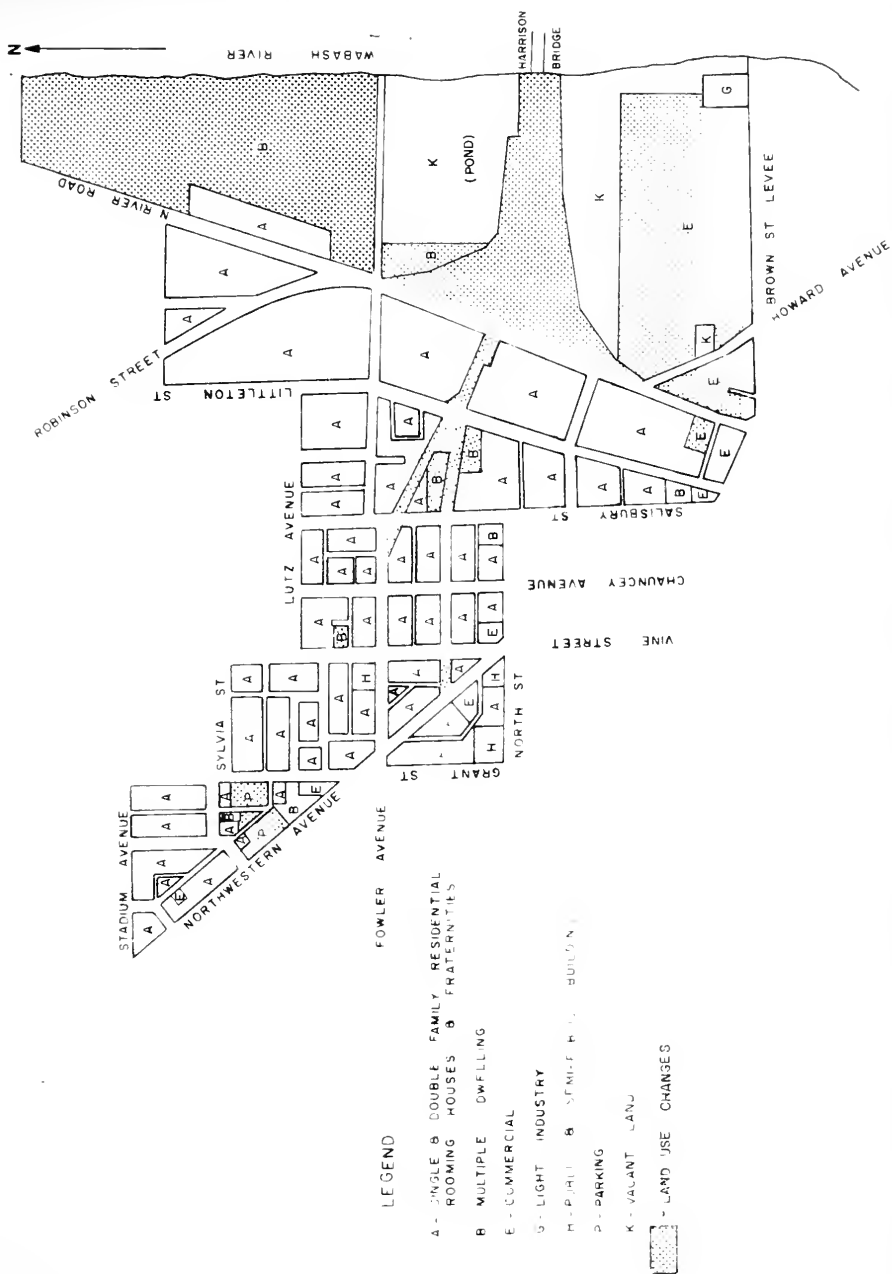 N
WABASH RIVER
HARRISON
BRIDGE
N RIVER ROAD
B
A
K
(POND)
B
K
E
G
K
E
BROWN ST LEVEE
HOWARD AVENUE
ROBINSON STREET
A
A
A
LITTLETON ST
A
A
A
E
E
LUTZ AVENUE
A
A
A
A
A
A
B
B
A
A
A
A
B
E
SALISBURY ST
A
A
A
A
A
A
A
A
B
CHAUNCEY AVENUE
A
B
A
A
A
A
E
A
VINE STREET
SYLVIA ST
A
A
A
A
A
A
A
A
A
H
A
A
A
A
E
H
A
H
GRANT ST
NORTH ST
STADIUM AVENUE
A
A
A
A
E
A
A
A
B
A
P
A
B
E
NORTHWESTERN AVENUE
FOWLER AVENUE
LEGEND
A - SINGLE & DOUBLE FAMILY RESIDENTIAL
ROOMING HOUSES & FRATERNITIES
B MULTIPLE DWELLING
E - COMMERCIAL
G - LIGHT INDUSTRY
H - & BUILDING
P - PARKING
K - VACANT LAND
- LAND USE CHANGES